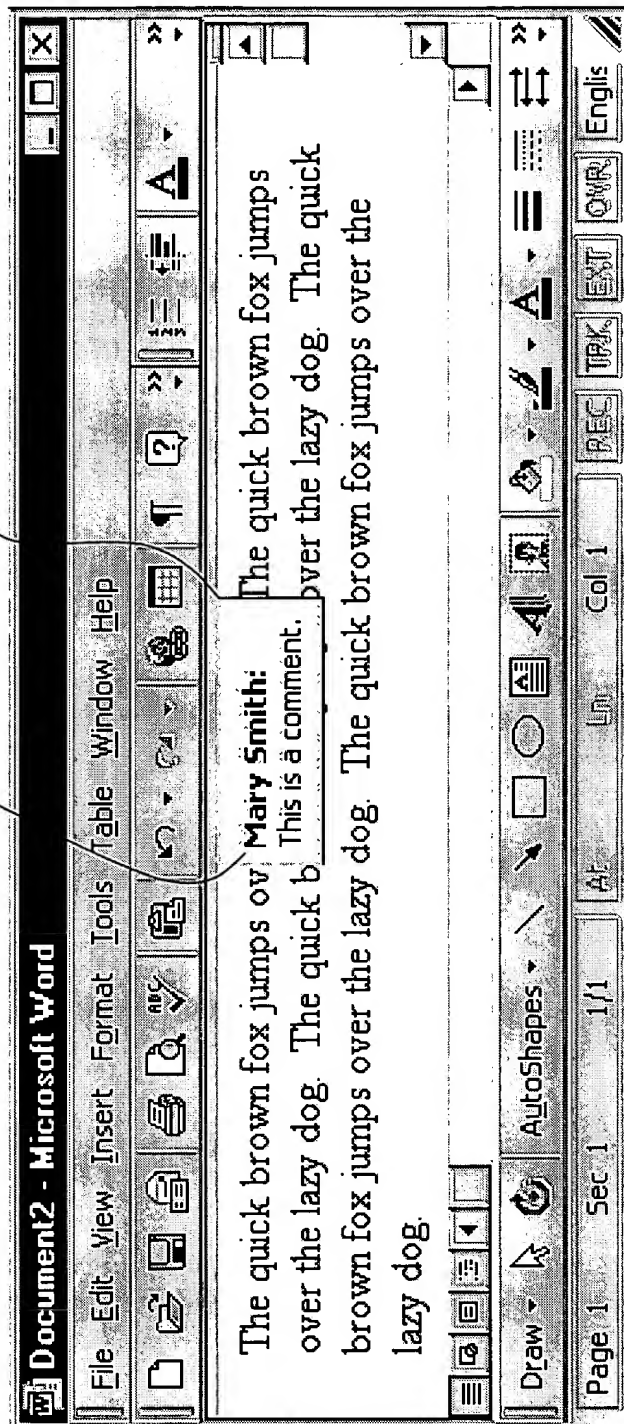 Document2 - Microsoft Word
File Edit View Insert Format Tools Table Window Help
ABC
The quick brown fox jumps ov The quick brown fox jumps
over the lazy dog. The quick b over the lazy dog. The quick
brown fox jumps over the lazy dog. The quick brown fox jumps over the
lazy dog.
Mary Smith:
This is a comment.
Draw AutoShapes
Page 1 Sec 1 1/1 At Ln Col 1 REC TRK EXT OVR Englis